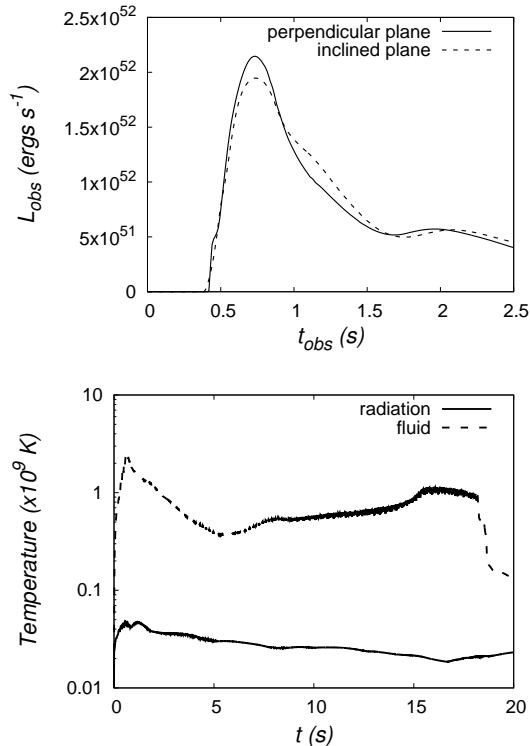 2.5x10^52
2x10^52
1.5x10^52
1x10^52
5x10^51
0
L_obs (ergs s^-1)
perpendicular plane
inclined plane
0 0.5 1 1.5 2 2.5
t_obs (s)
10
1
0.1
0.01
Temperature (x10^9 K)
radiation
fluid
0 5 10 15 20
t (s)